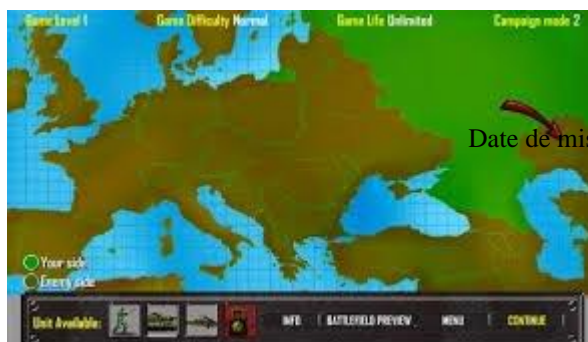 Game Level 1 Game Difficulty Normal Game Life Unlimited Campaign mode 2
Date de mis
Your side
Enemy side
Unit Available: INFO BATTLEFIELD PREVIEW MENU CONTINUE